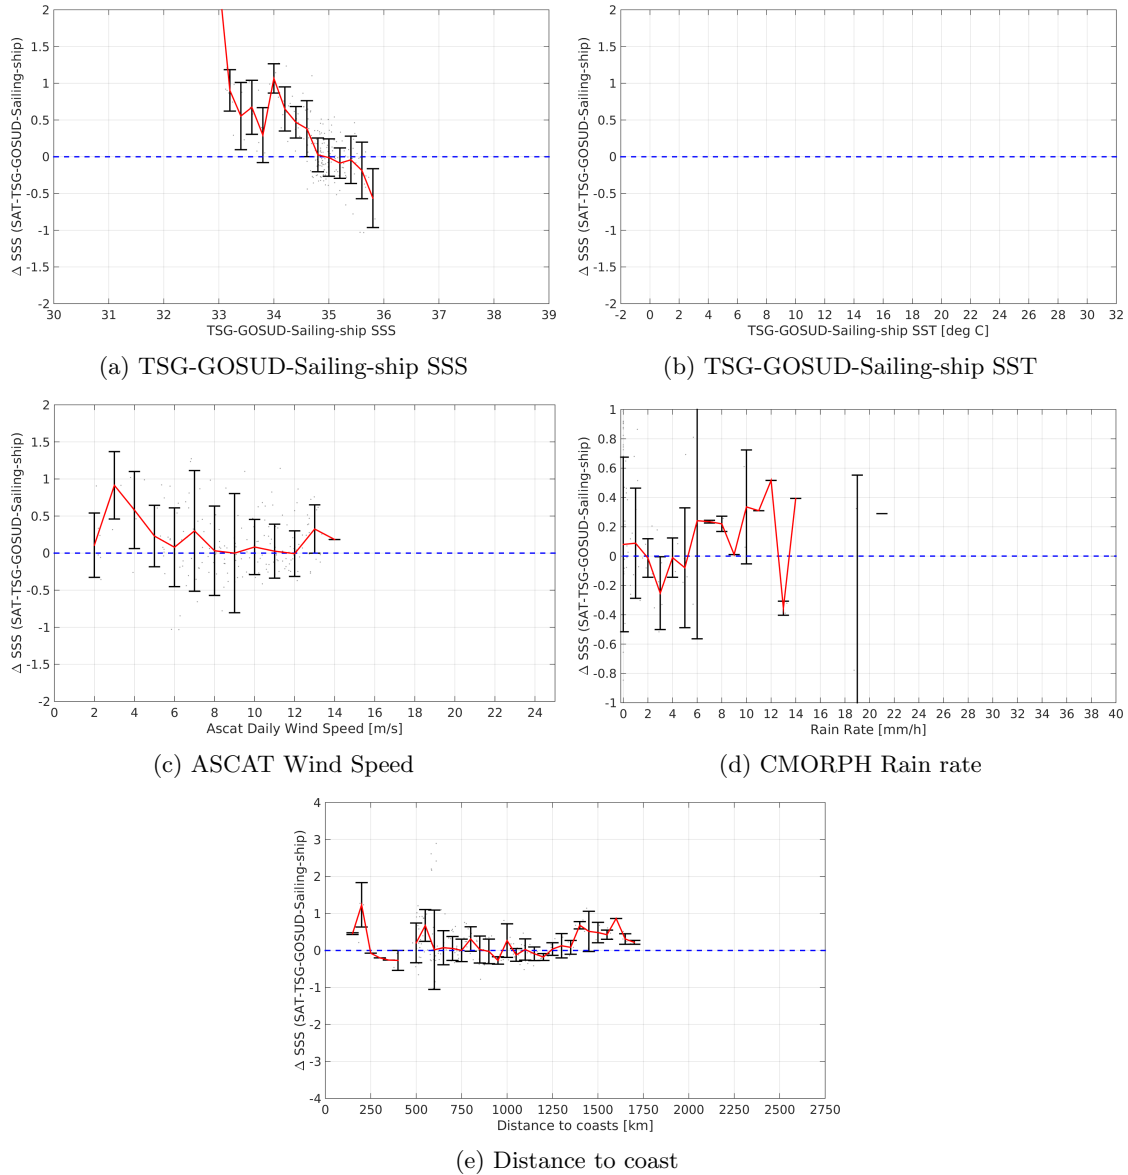 2
1.5
1
0.5
0
-0.5
-1
-1.5
-2
Δ SSS (SAT-TSG-GOSUD-Sailing-ship)
30 31 32 33 34 35 36 37 38 39
TSG-GOSUD-Sailing-ship SSS
(a) TSG-GOSUD-Sailing-ship SSS
2
1.5
1
0.5
0
-0.5
-1
-1.5
-2
Δ SSS (SAT-TSG-GOSUD-Sailing-ship)
-2 0 2 4 6 8 10 12 14 16 18 20 22 24 26 28 30 32
TSG-GOSUD-Sailing-ship SST [deg C]
(b) TSG-GOSUD-Sailing-ship SST
2
1.5
1
0.5
0
-0.5
-1
-1.5
-2
Δ SSS (SAT-TSG-GOSUD-Sailing-ship)
0 2 4 6 8 10 12 14 16 18 20 22 24
Ascat Daily Wind Speed [m/s]
(c) ASCAT Wind Speed
1
0.8
0.6
0.4
0.2
0
-0.2
-0.4
-0.6
-0.8
-1
Δ SSS (SAT-TSG-GOSUD-Sailing-ship)
0 2 4 6 8 10 12 14 16 18 20 22 24 26 28 30 32 34 36 38 40
Rain Rate [mm/h]
(d) CMORPH Rain rate
4
3
2
1
0
-1
-2
-3
-4
Δ SSS (SAT-TSG-GOSUD-Sailing-ship)
0 250 500 750 1000 1250 1500 1750 2000 2250 2500 2750
Distance to coasts [km]
(e) Distance to coast